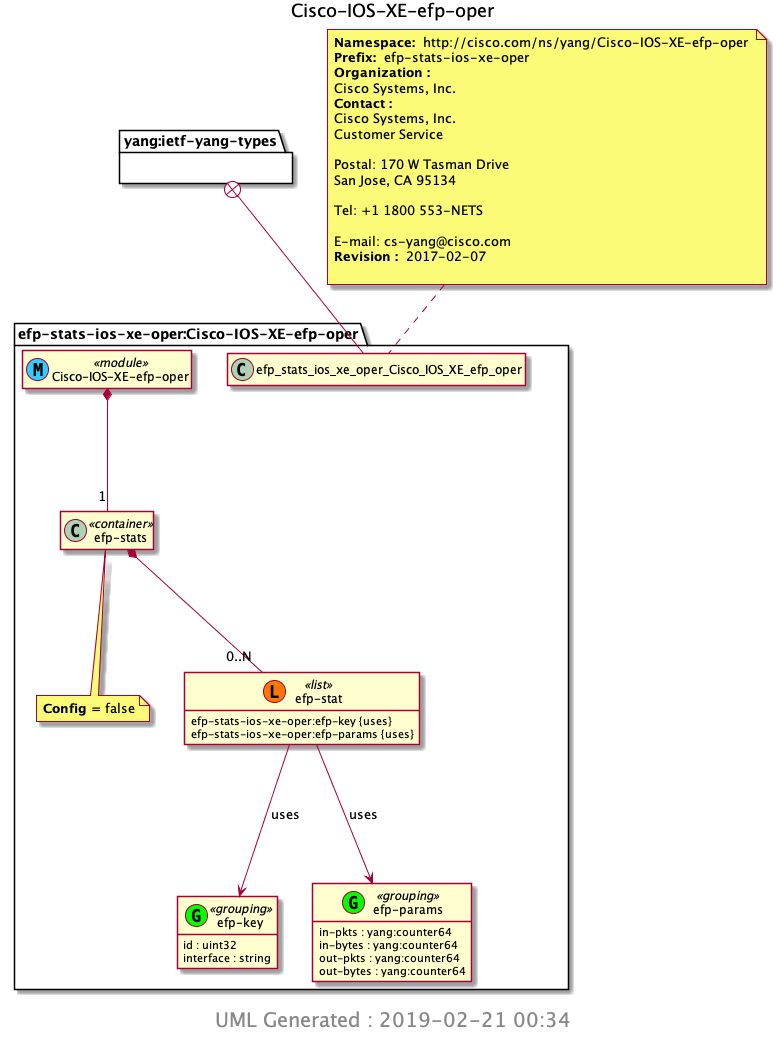 Cisco-IOS-XE-efp-oper
Namespace: http://cisco.com/ns/yang/Cisco-IOS-XE-efp-oper
Prefix: efp-stats-ios-xe-oper
Organization :
Cisco Systems, Inc.
Contact :
Cisco Systems, Inc.
Customer Service
Postal: 170 W Tasman Drive
San Jose, CA 95134
Tel: +1 1800 553-NETS
E-mail: cs-yang@cisco.com
Revision : 2017-02-07
yang:ietf-yang-types
efp-stats-ios-xe-oper:Cisco-IOS-XE-efp-oper
M «module»
Cisco-IOS-XE-efp-oper
C efp_stats_ios_xe_oper_Cisco_IOS_XE_efp_oper
1
C «container»
efp-stats
0..N
Config = false
L «list»
efp-stat
efp-stats-ios-xe-oper:efp-key {uses}
efp-stats-ios-xe-oper:efp-params {uses}
uses
uses
G «grouping»
efp-key
id : uint32
interface : string
G «grouping»
efp-params
in-pkts : yang:counter64
in-bytes : yang:counter64
out-pkts : yang:counter64
out-bytes : yang:counter64
UML Generated : 2019-02-21 00:34